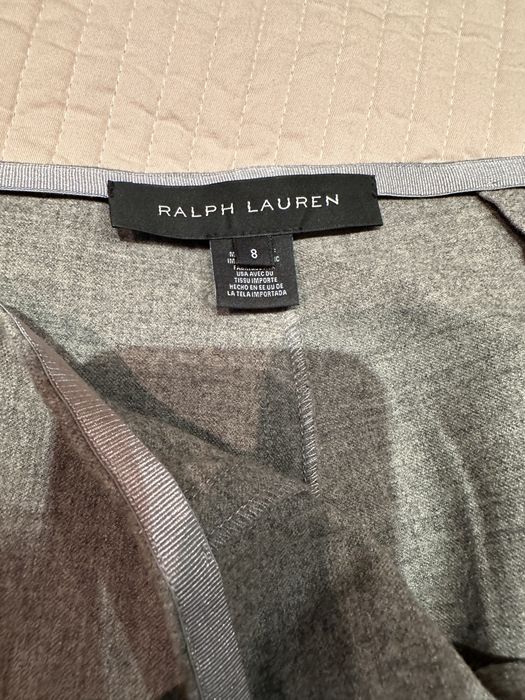 RALPH LAUREN
8
USA AVEC DU
TISSU IMPORTE
HECHO EN EE UU DE
LA TELA IMPORTADA